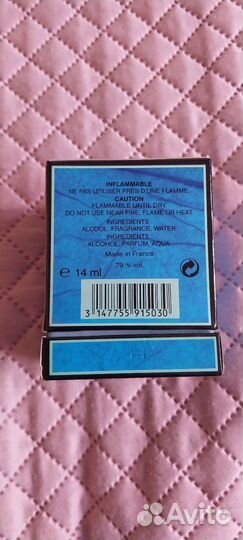 INFLAMMABLE
NE PAS UTILISER PRÈS D'UNE FLAMME.
CAUTION
FLAMMABLE UNTIL DRY
DO NOT USE NEAR FIRE, FLAME OR HEAT
INGREDIENTS
ALCOOL, FRAGRANCE, WATER.
INGREDIENTS
ALCOHOL, PARFUM, AQUA.
Made in France
e 14 ml
79 % vol.
3 147755 915030
Avito